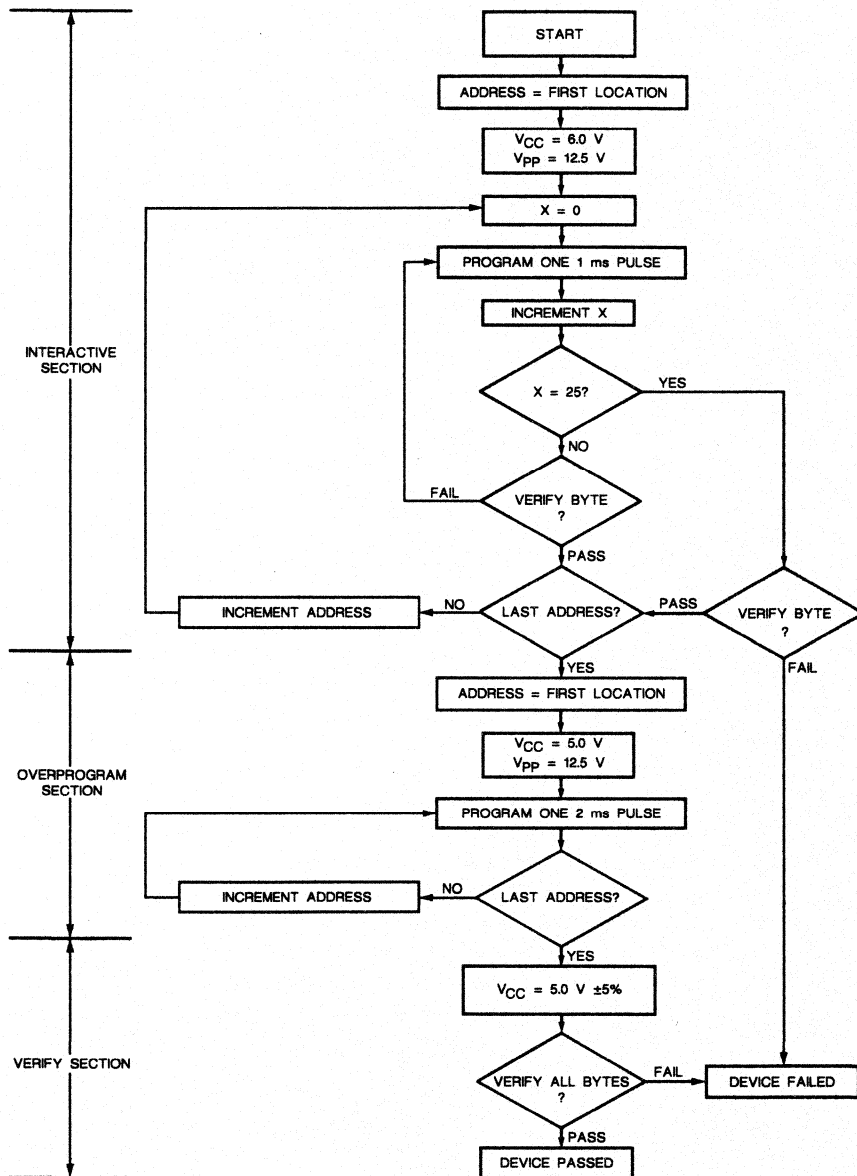 START
ADDRESS = FIRST LOCATION
VCC = 6.0 V
VPP = 12.5 V
X = 0
PROGRAM ONE 1 ms PULSE
INCREMENT X
INTERACTIVE
SECTION
X = 25?
YES
NO
FAIL
VERIFY BYTE
?
PASS
INCREMENT ADDRESS
NO
LAST ADDRESS?
PASS
VERIFY BYTE
?
YES
FAIL
ADDRESS = FIRST LOCATION
VCC = 5.0 V
VPP = 12.5 V
OVERPROGRAM
SECTION
PROGRAM ONE 2 ms PULSE
INCREMENT ADDRESS
NO
LAST ADDRESS?
YES
VCC = 5.0 V ±5%
VERIFY SECTION
VERIFY ALL BYTES
?
FAIL
DEVICE FAILED
PASS
DEVICE PASSED